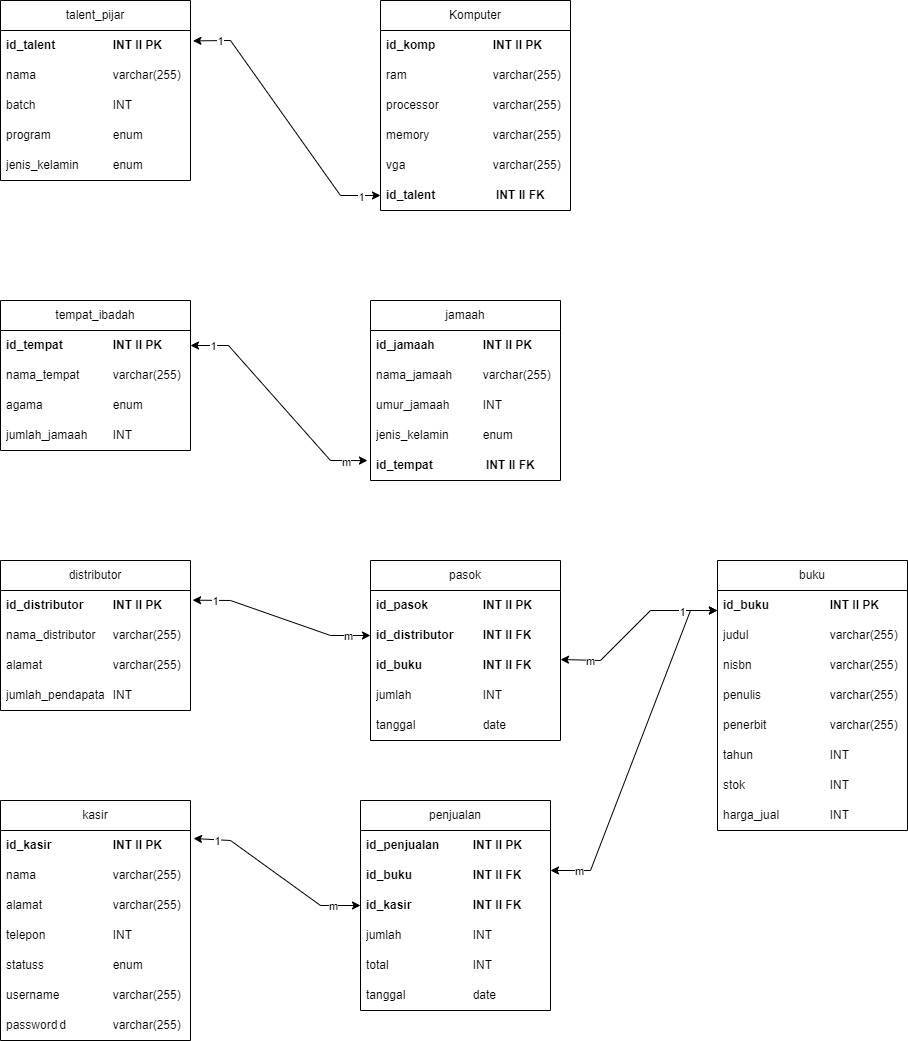 talent_pijar
id_talent INT II PK
nama varchar(255)
batch INT
program enum
jenis_kelamin enum
1
1
Komputer
id_komp INT II PK
ram varchar(255)
processor varchar(255)
memory varchar(255)
vga varchar(255)
id_talent INT II FK
tempat_ibadah
id_tempat INT II PK
nama_tempat varchar(255)
agama enum
jumlah_jamaah INT
1
m
jamaah
id_jamaah INT II PK
nama_jamaah varchar(255)
umur_jamaah INT
jenis_kelamin enum
id_tempat INT II FK
distributor
id_distributor INT II PK
nama_distributor varchar(255)
alamat varchar(255)
jumlah_pendapata INT
1
m
pasok
id_pasok INT II PK
id_distributor INT II FK
id_buku INT II FK
jumlah INT
tanggal date
m
1
buku
id_buku INT II PK
judul varchar(255)
nisbn varchar(255)
penulis varchar(255)
penerbit varchar(255)
tahun INT
stok INT
harga_jual INT
kasir
id_kasir INT II PK
nama varchar(255)
alamat varchar(255)
telepon INT
statuss enum
username varchar(255)
password d varchar(255)
1
m
penjualan
id_penjualan INT II PK
id_buku INT II FK
id_kasir INT II FK
jumlah INT
total INT
tanggal date
m